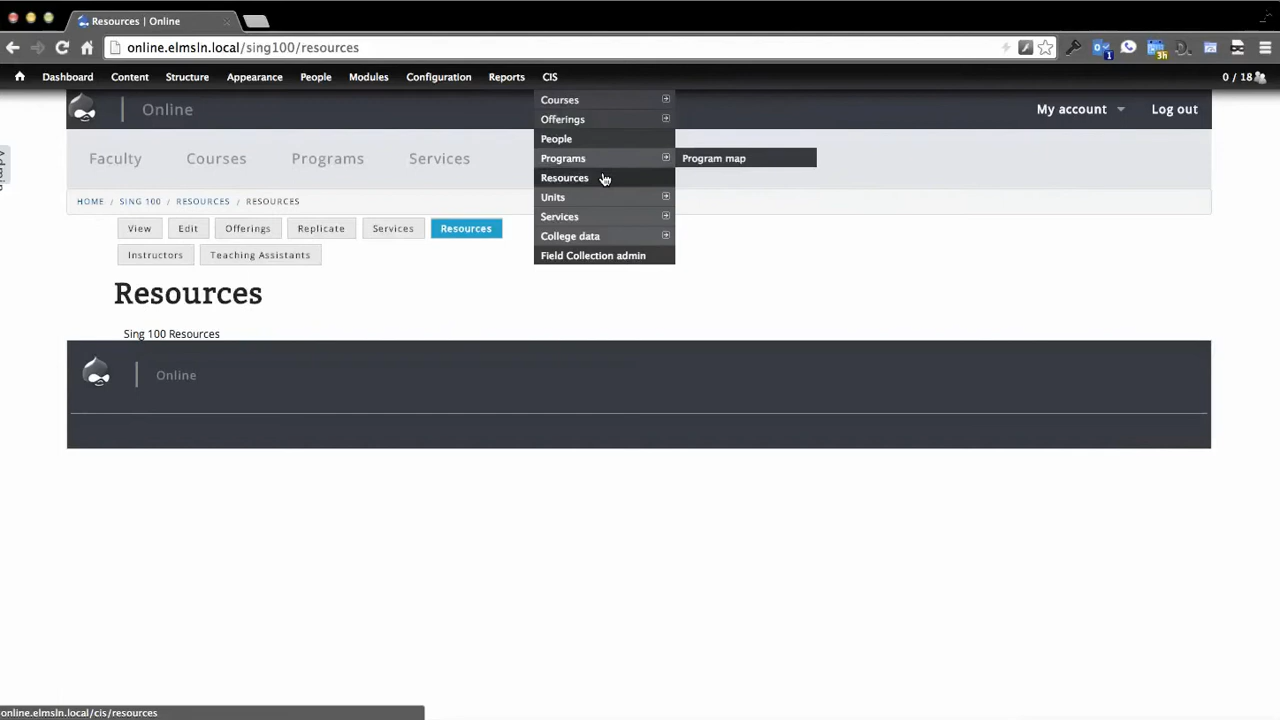 Resources | Online
online.elmsln.local/sing100/resources
1
3h
Dashboard Content Structure Appearance People Modules Configuration Reports CIS 0 / 18
Courses
Online My account Log out
Offerings
People
Faculty Courses Programs Services
Programs Program map
Resources
HOME / SING 100 / RESOURCES / RESOURCES
Units
Services
View Edit Offerings Replicate Services Resources
College data
Instructors Teaching Assistants
Field Collection admin
Resources
Sing 100 Resources
Online
online.elmsln.local/cis/resources